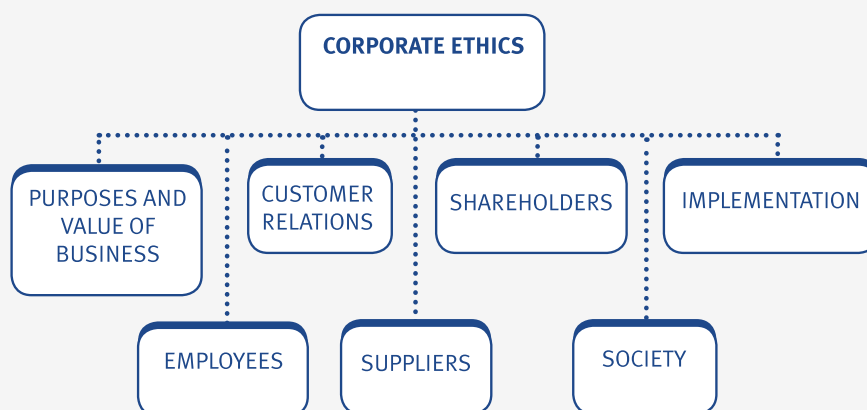 CORPORATE ETHICS
PURPOSES AND
VALUE OF
BUSINESS
CUSTOMER
RELATIONS
SHAREHOLDERS
IMPLEMENTATION
EMPLOYEES
SUPPLIERS
SOCIETY